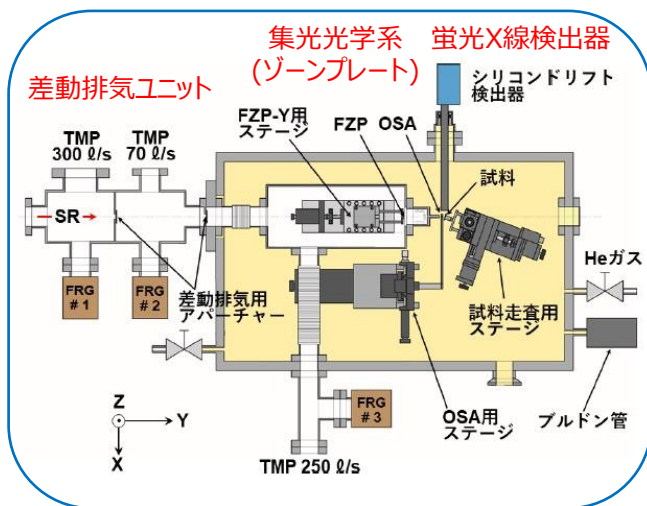 集光光学系
(ゾーンプレート)
蛍光X線検出器
差動排気ユニット
シリコンドリフト
検出器
TMP
300 ℓ/s
TMP
70 ℓ/s
FZP-Y用
ステージ
FZP
OSA
試料
SR
Heガス
FRG
# 1
FRG
# 2
差動排気用
アパーチャー
試料走査用
ステージ
Z
Y
X
FRG
# 3
OSA用
ステージ
ブルドン管
TMP 250 ℓ/s